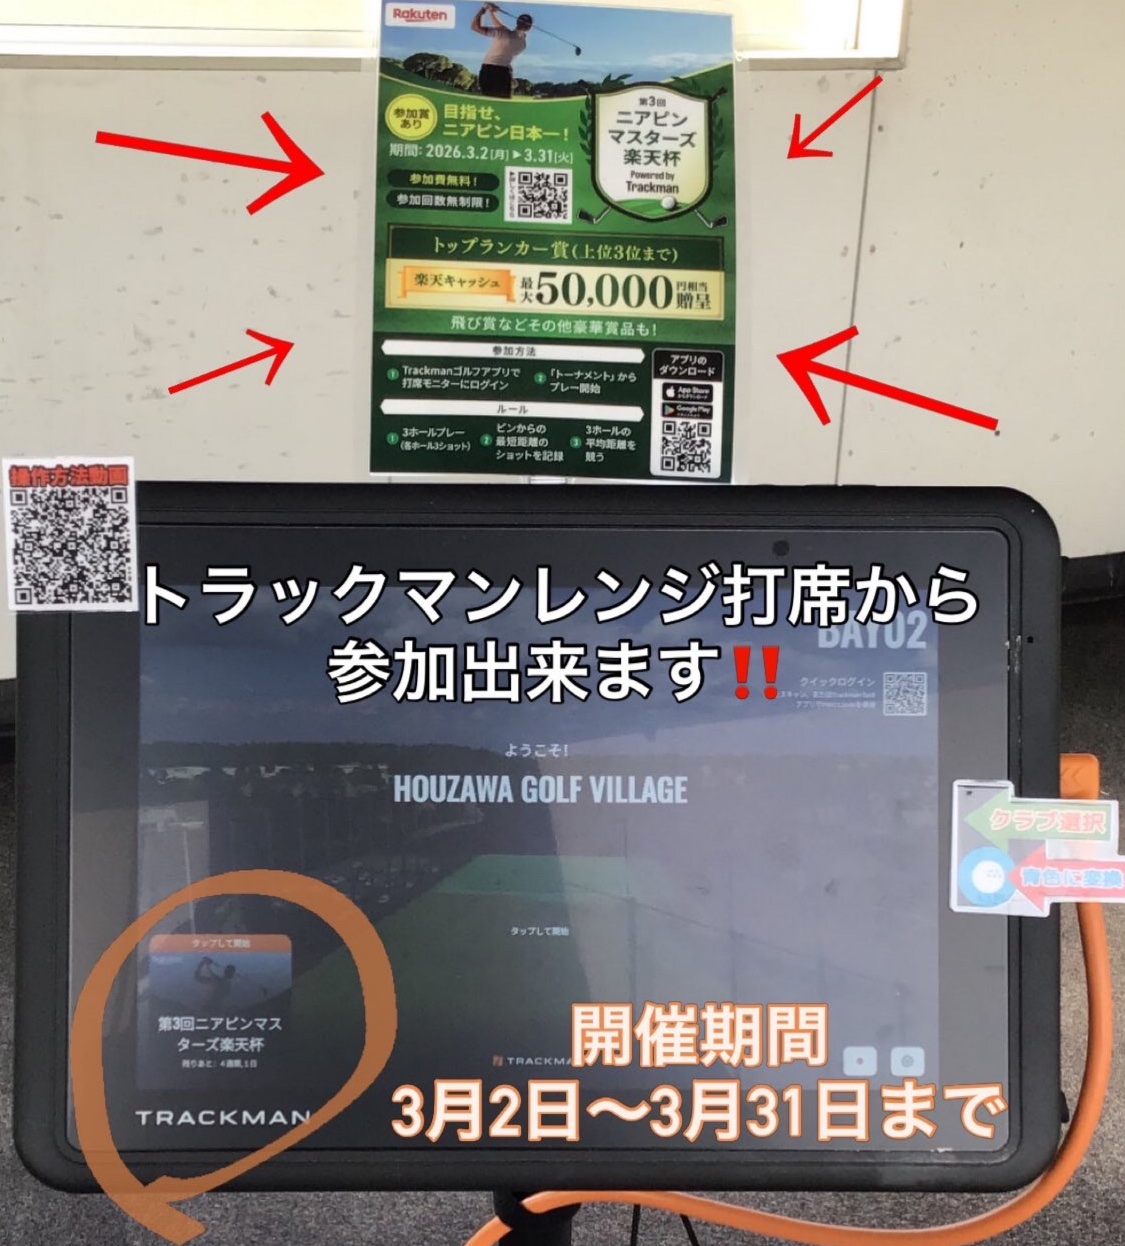 Rakuten
参加賞
あり
目指せ、
ニアピン日本一！
期間：2026.3.2[月]▶3.31[火]
参加費無料！
参加回数無制限！
第3回
ニアピン
マスターズ
楽天杯
Powered by
Trackman
トップランカー賞(上位3位まで)
楽天キャッシュ 最大50,000円相当贈呈
飛び賞などその他豪華賞品も！
参加方法
1 Trackmanゴルフアプリで
打席モニターにログイン
2 「トーナメント」から
プレー開始
ルール
1 3ホールプレー
(各ホール3ショット)
2 ピンからの
最短距離の
ショットを記録
3 3ホールの
平均距離を
競う
アプリの
ダウンロード
App Store
Google Play
操作方法動画
トラックマンレンジ打席から
参加出来ます‼️
BAY02
クイックログイン
ようこそ！
HOUZAWA GOLF VILLAGE
クラブ選択
青色に変換
タップして開始
タップして開始
第3回ニアピンマス
ターズ楽天杯
残りあと: 4週間,1日
TRACKMAN
開催期間
3月2日〜3月31日まで
TRACKMAN